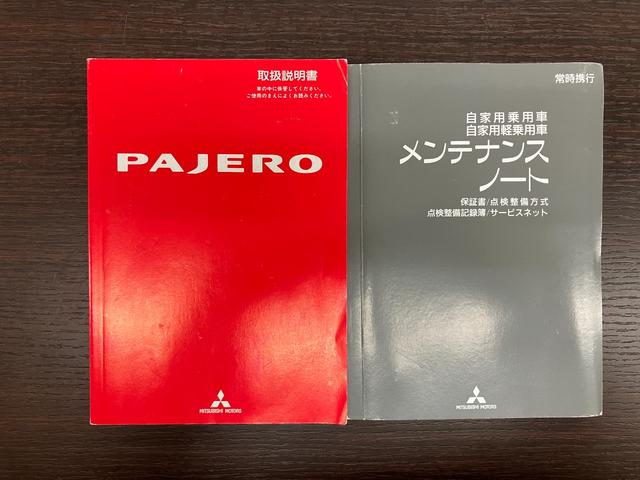 取扱説明書
車の中に保管してください。
ご使用のまえによくお読みください。
PAJERO
MITSUBISHI MOTORS
常時携行
自家用乗用車
自家用軽乗用車
メンテナンス
ノート
保証書/点検整備方式
点検整備記録簿/サービスネット
MITSUBISHI MOTORS